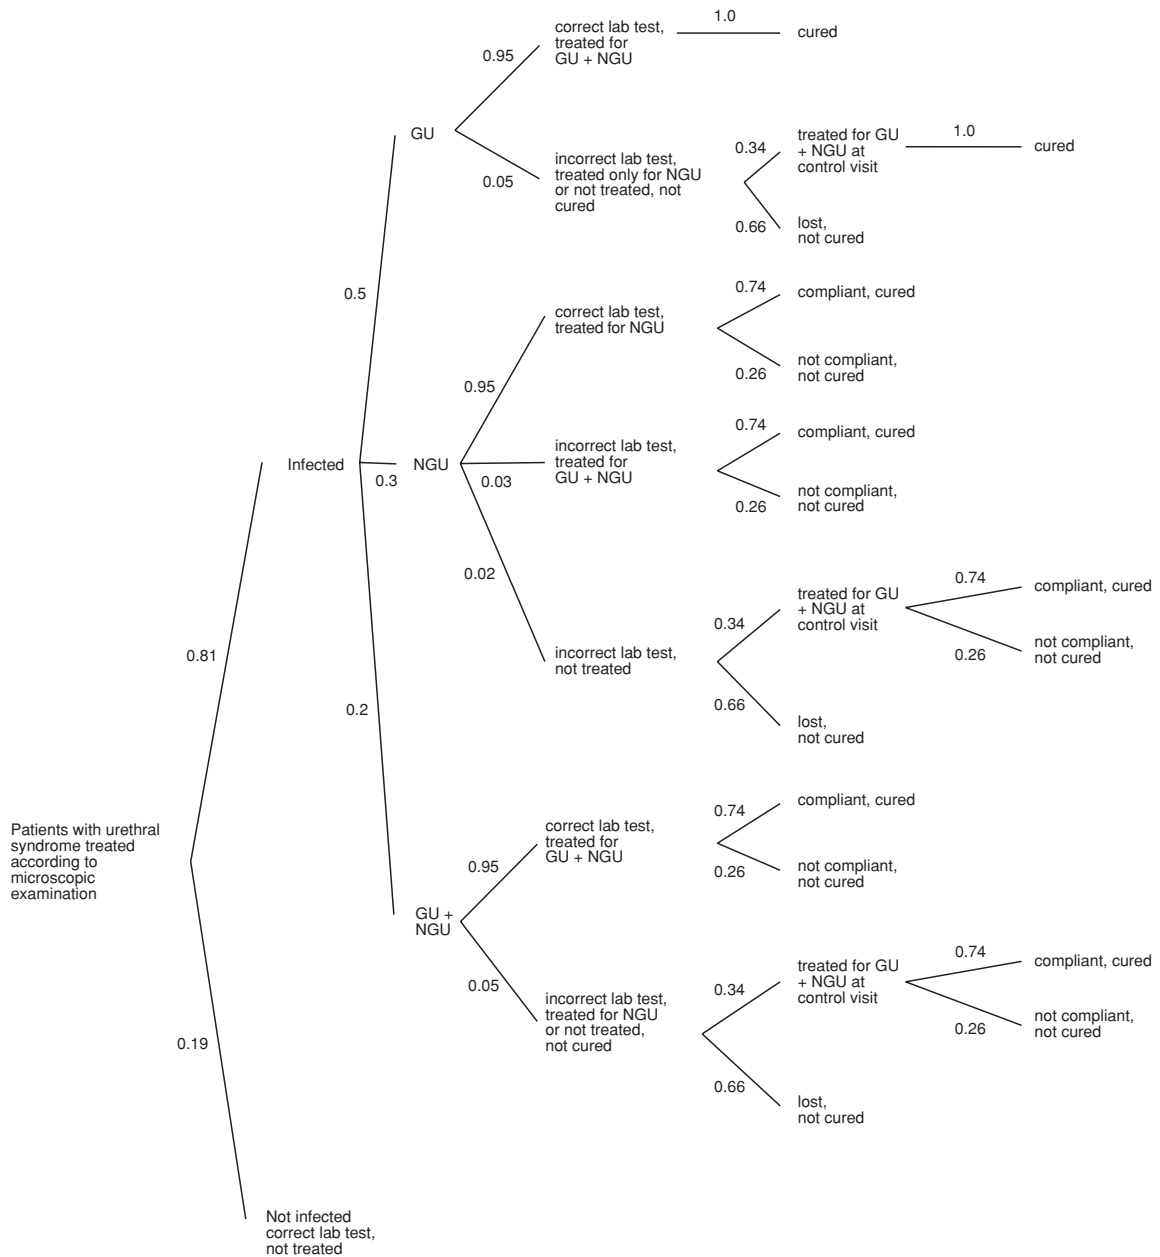 1.0
correct lab test,
treated for
GU + NGU
cured
0.95
GU
0.05
incorrect lab test,
treated only for NGU
or not treated, not
cured
0.34
treated for GU
+ NGU at
control visit
1.0
cured
0.66
lost,
not cured
0.5
correct lab test,
treated for NGU
0.74
compliant, cured
0.26
not compliant,
not cured
0.95
Infected
0.3
NGU
0.03
incorrect lab test,
treated for
GU + NGU
0.74
compliant, cured
0.26
not compliant,
not cured
0.02
incorrect lab test,
not treated
0.34
treated for GU
+ NGU at
control visit
0.74
compliant, cured
0.26
not compliant,
not cured
0.66
lost,
not cured
0.81
0.2
Patients with urethral
syndrome treated
according to
microscopic
examination
GU +
NGU
0.95
correct lab test,
treated for
GU + NGU
0.74
compliant, cured
0.26
not compliant,
not cured
0.05
incorrect lab test,
treated for NGU
or not treated,
not cured
0.34
treated for GU
+ NGU at
control visit
0.74
compliant, cured
0.26
not compliant,
not cured
0.66
lost,
not cured
0.19
Not infected
correct lab test,
not treated